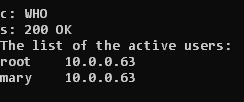 c: WHO
s: 200 OK
The list of the active users:
root    10.0.0.63
mary    10.0.0.63